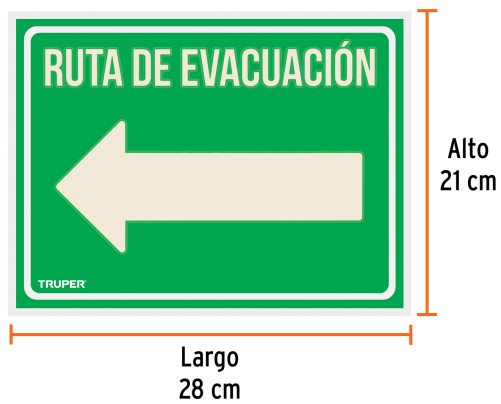 RUTA DE EVACUACIÓN
Alto
21 cm
TRUPER®
Largo
28 cm